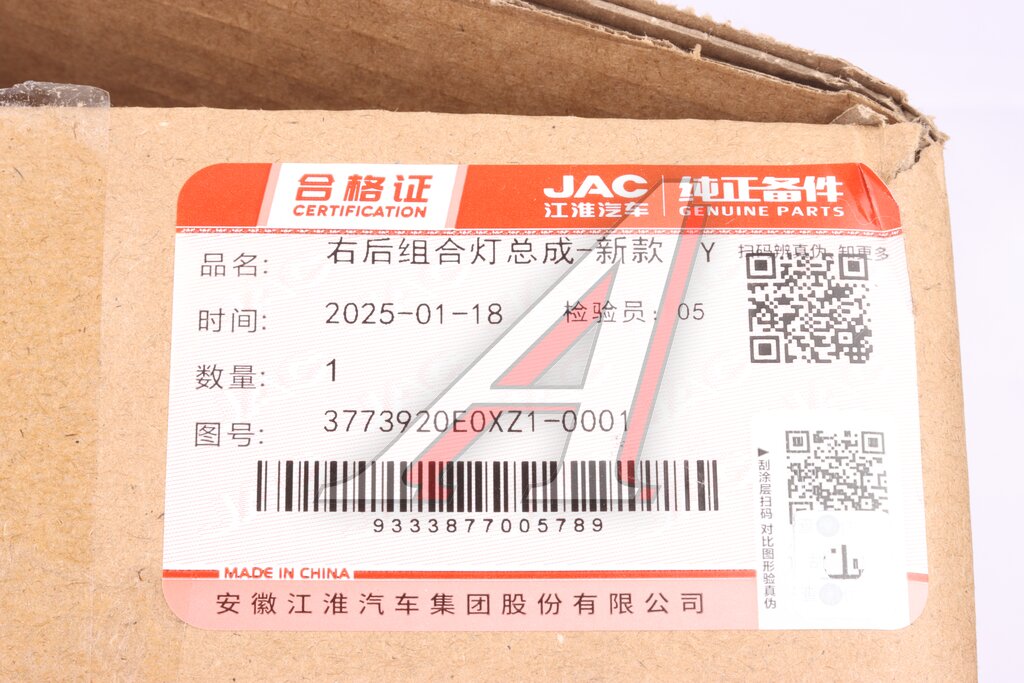 合格证
CERTIFICATION
JAC 江淮汽车
纯正备件
GENUINE PARTS
品名: 右后组合灯总成-新款 Y
扫码辨真伪 知更多
时间: 2025-01-18 检验员: 05
数量: 1
图号: 3773920E0XZ1-0001
9333877005789
▶刮涂层扫码 对比图形验真伪
MADE IN CHINA
安徽江淮汽车集团股份有限公司